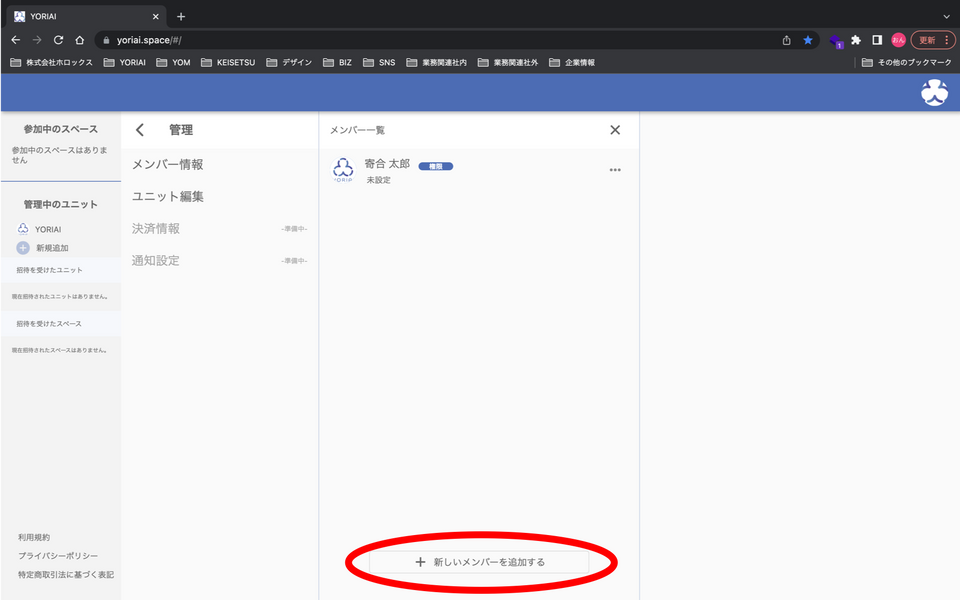 YORIAI
yoriai.space/#/
1
おん
更新
株式会社ホロックス
YORIAI
YOM
KEISETSU
デザイン
BIZ
SNS
業務関連社内
業務関連社外
企業情報
その他のブックマーク
参加中のスペース
参加中のスペースはありま
せん
管理中のユニット
YORIAI
新規追加
招待を受けたユニット
現在招待されたユニットはありません。
招待を受けたスペース
現在招待されたスペースはありません。
利用規約
プライバシーポリシー
特定商取引法に基づく表記
管理
メンバー情報
ユニット編集
決済情報
-準備中-
通知設定
-準備中-
メンバー一覧
寄合 太郎
権限
未設定
新しいメンバーを追加する